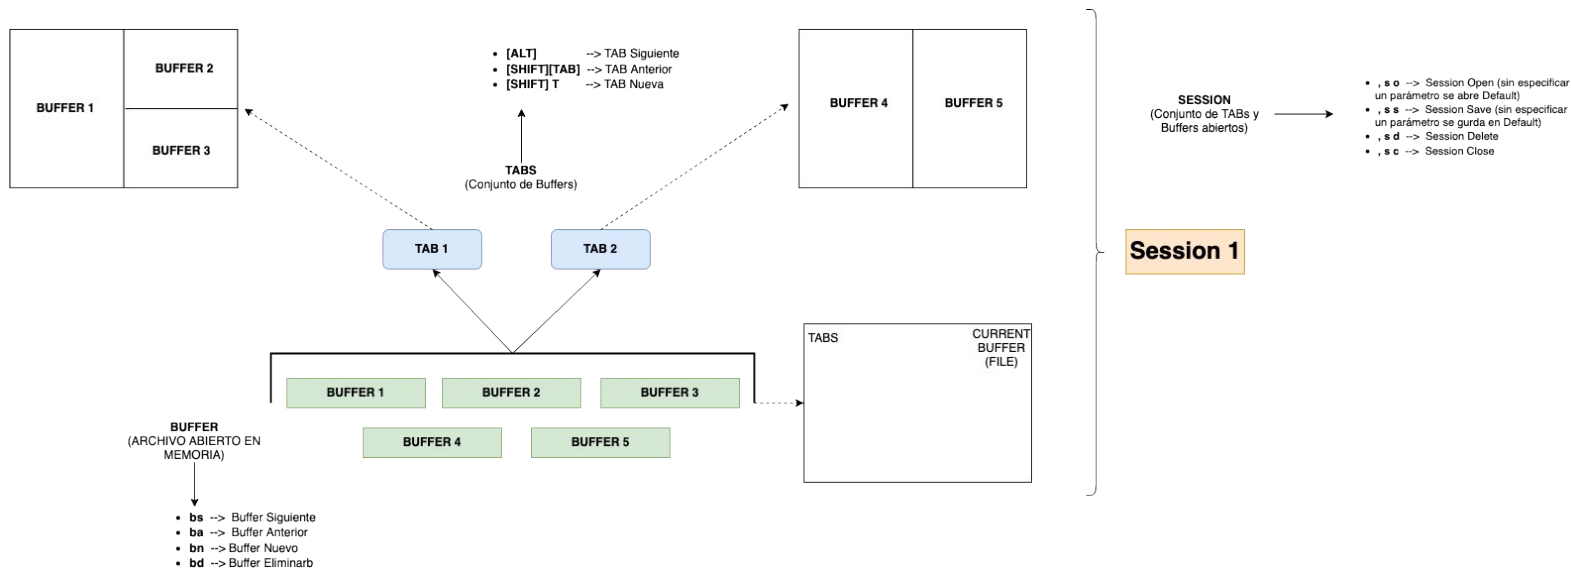 BUFFER 1
BUFFER 2
BUFFER 3
• [ALT] --> TAB Siguiente
• [SHIFT][TAB] --> TAB Anterior
• [SHIFT] T --> TAB Nueva
TABS
(Conjunto de Buffers)
BUFFER 4
BUFFER 5
SESSION
(Conjunto de TABs y
Buffers abiertos)
• , s o --> Session Open (sin especificar
un parámetro se abre Default)
• , s s --> Session Save (sin especificar
un parámetro se gurda en Default)
• , s d --> Session Delete
• , s c --> Session Close
TAB 1
TAB 2
Session 1
TABS
CURRENT
BUFFER
(FILE)
BUFFER 1
BUFFER 2
BUFFER 3
BUFFER 4
BUFFER 5
BUFFER
(ARCHIVO ABIERTO EN
MEMORIA)
• bs --> Buffer Siguiente
• ba --> Buffer Anterior
• bn --> Buffer Nuevo
• bd --> Buffer Eliminarb